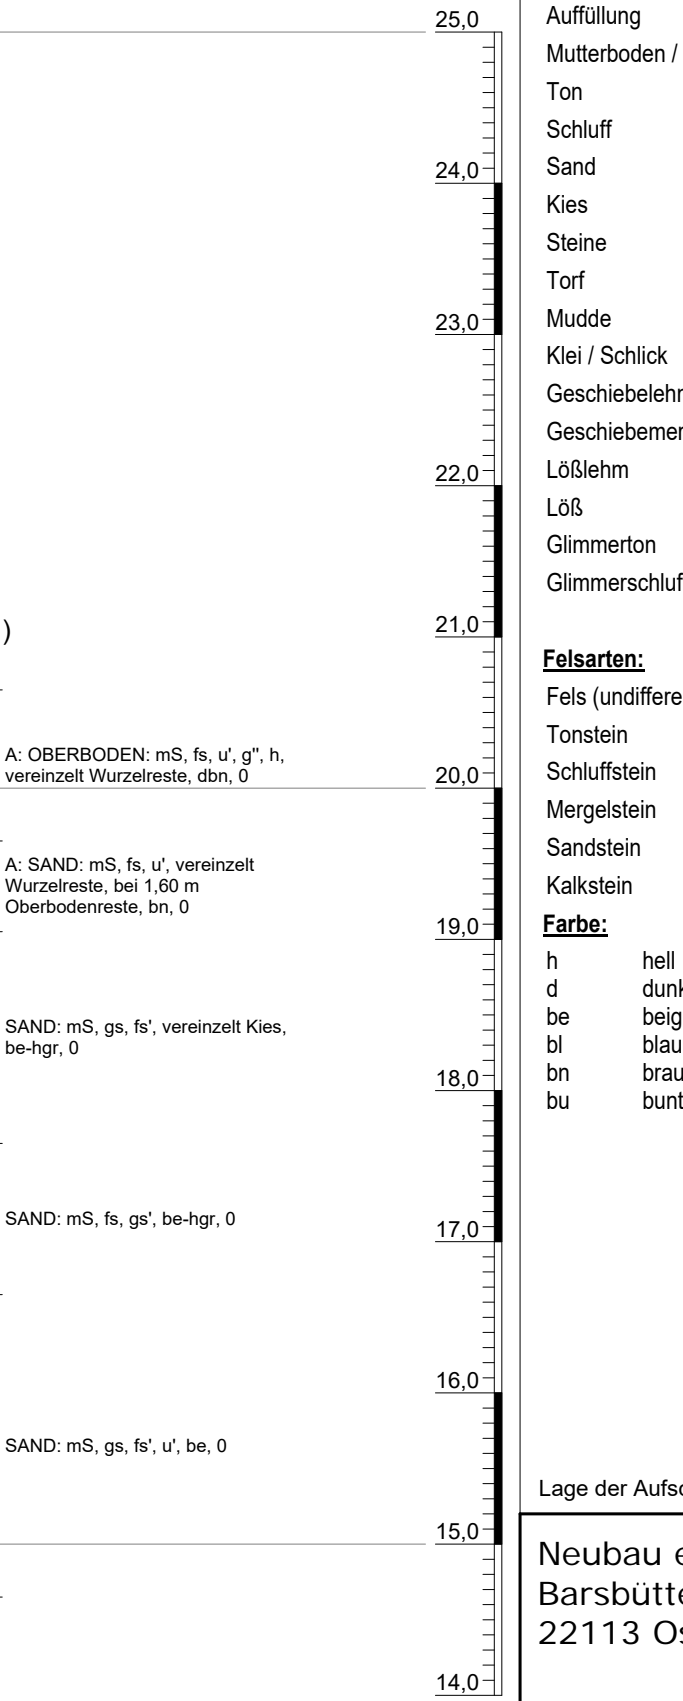 25,0
24,0
23,0
22,0
21,0
20,0
19,0
18,0
17,0
16,0
15,0
14,0
)
A: OBERBODEN: mS, fs, u', g'', h,
vereinzelt Wurzelreste, dbn, 0
A: SAND: mS, fs, u', vereinzelt
Wurzelreste, bei 1,60 m
Oberbodenreste, bn, 0
SAND: mS, gs, fs', vereinzelt Kies,
be-hgr, 0
SAND: mS, fs, gs', be-hgr, 0
SAND: mS, gs, fs', u', be, 0
Auffüllung
Mutterboden /
Ton
Schluff
Sand
Kies
Steine
Torf
Mudde
Klei / Schlick
Geschiebeleh
Geschiebemer
Lößlehm
Löß
Glimmerton
Glimmerschluf
Felsarten:
Fels (undiffere
Tonstein
Schluffstein
Mergelstein
Sandstein
Kalkstein
Farbe:
h hell
d dunk
be beig
bl blau
bn brau
bu bunt
Lage der Aufs
Neubau e
Barsbütt
22113 Os